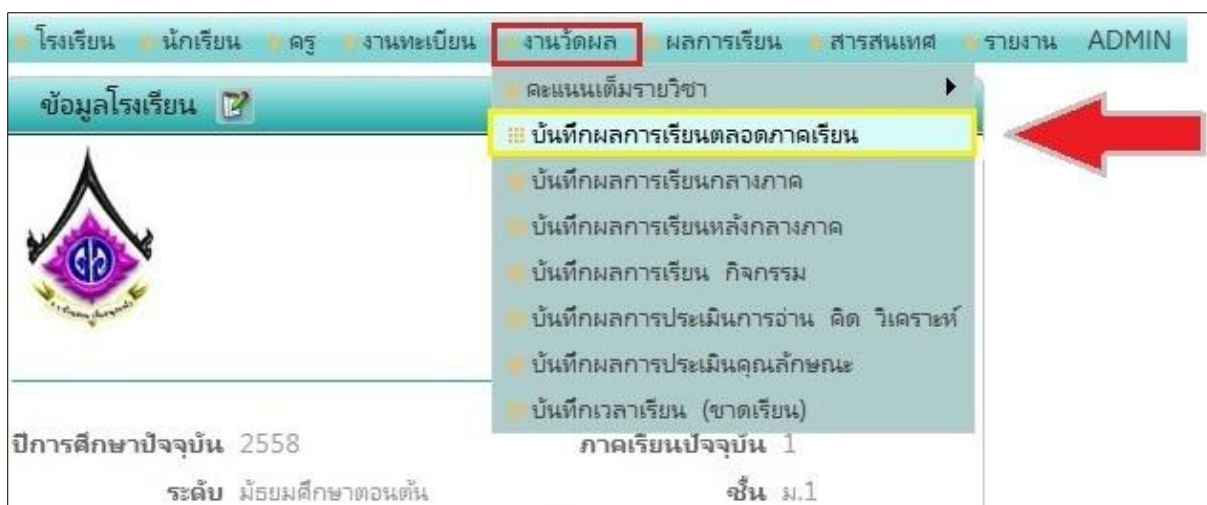 โรงเรียน นักเรียน ครู งานทะเบียน งานวัดผล ผลการเรียน สารสนเทศ รายงาน ADMIN
ข้อมูลโรงเรียน
คะแนนเต็มรายวิชา
บันทึกผลการเรียนตลอดภาคเรียน
บันทึกผลการเรียนกลางภาค
บันทึกผลการเรียนหลังกลางภาค
บันทึกผลการเรียน กิจกรรม
บันทึกผลการประเมินการอ่าน คิด วิเคราะห์
บันทึกผลการประเมินคุณลักษณะ
บันทึกเวลาเรียน (ขาดเรียน)
ปีการศึกษาปัจจุบัน 2558 ภาคเรียนปัจจุบัน 1
ระดับ มัธยมศึกษาตอนต้น ชั้น ม.1